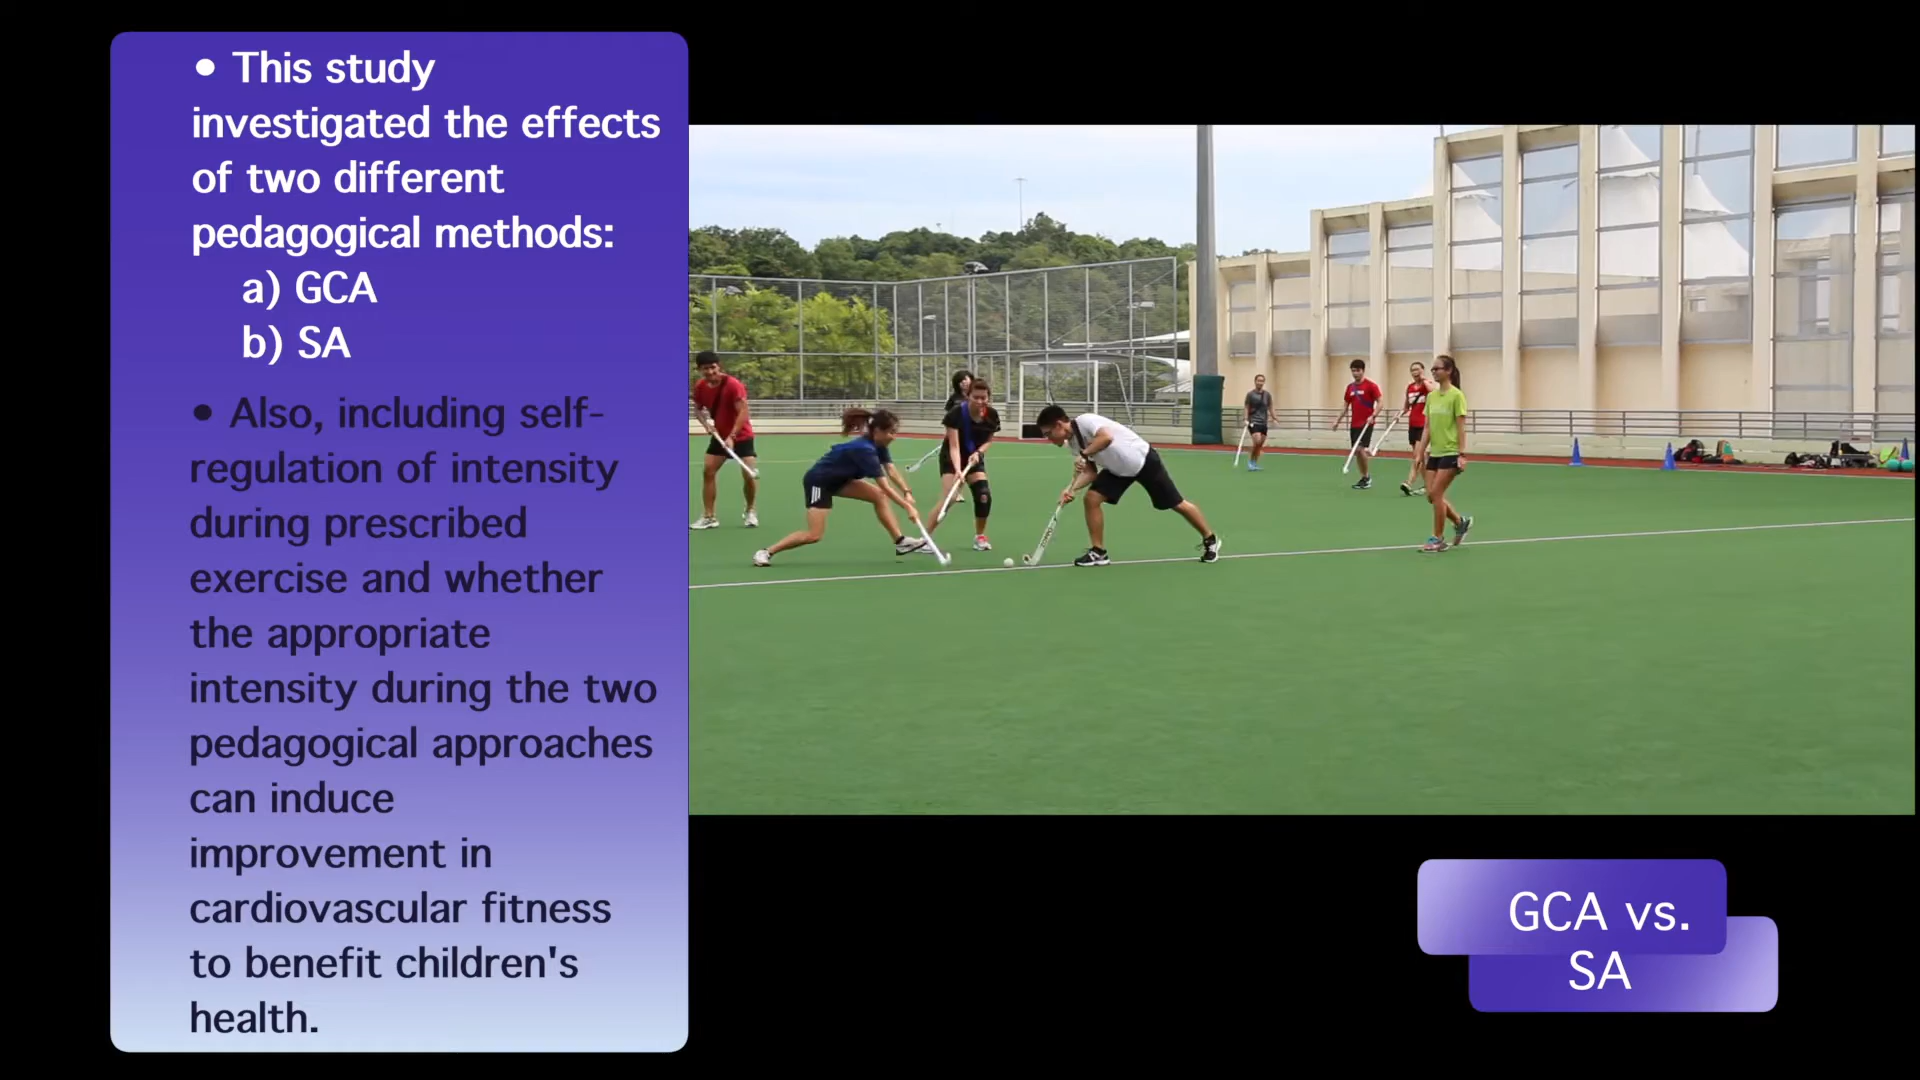 • This study
investigated the effects
of two different
pedagogical methods:
a) GCA
b) SA
• Also, including self-
regulation of intensity
during prescribed
exercise and whether
the appropriate
intensity during the two
pedagogical approaches
can induce
improvement in
cardiovascular fitness
to benefit children's
health.
GCA vs.
SA